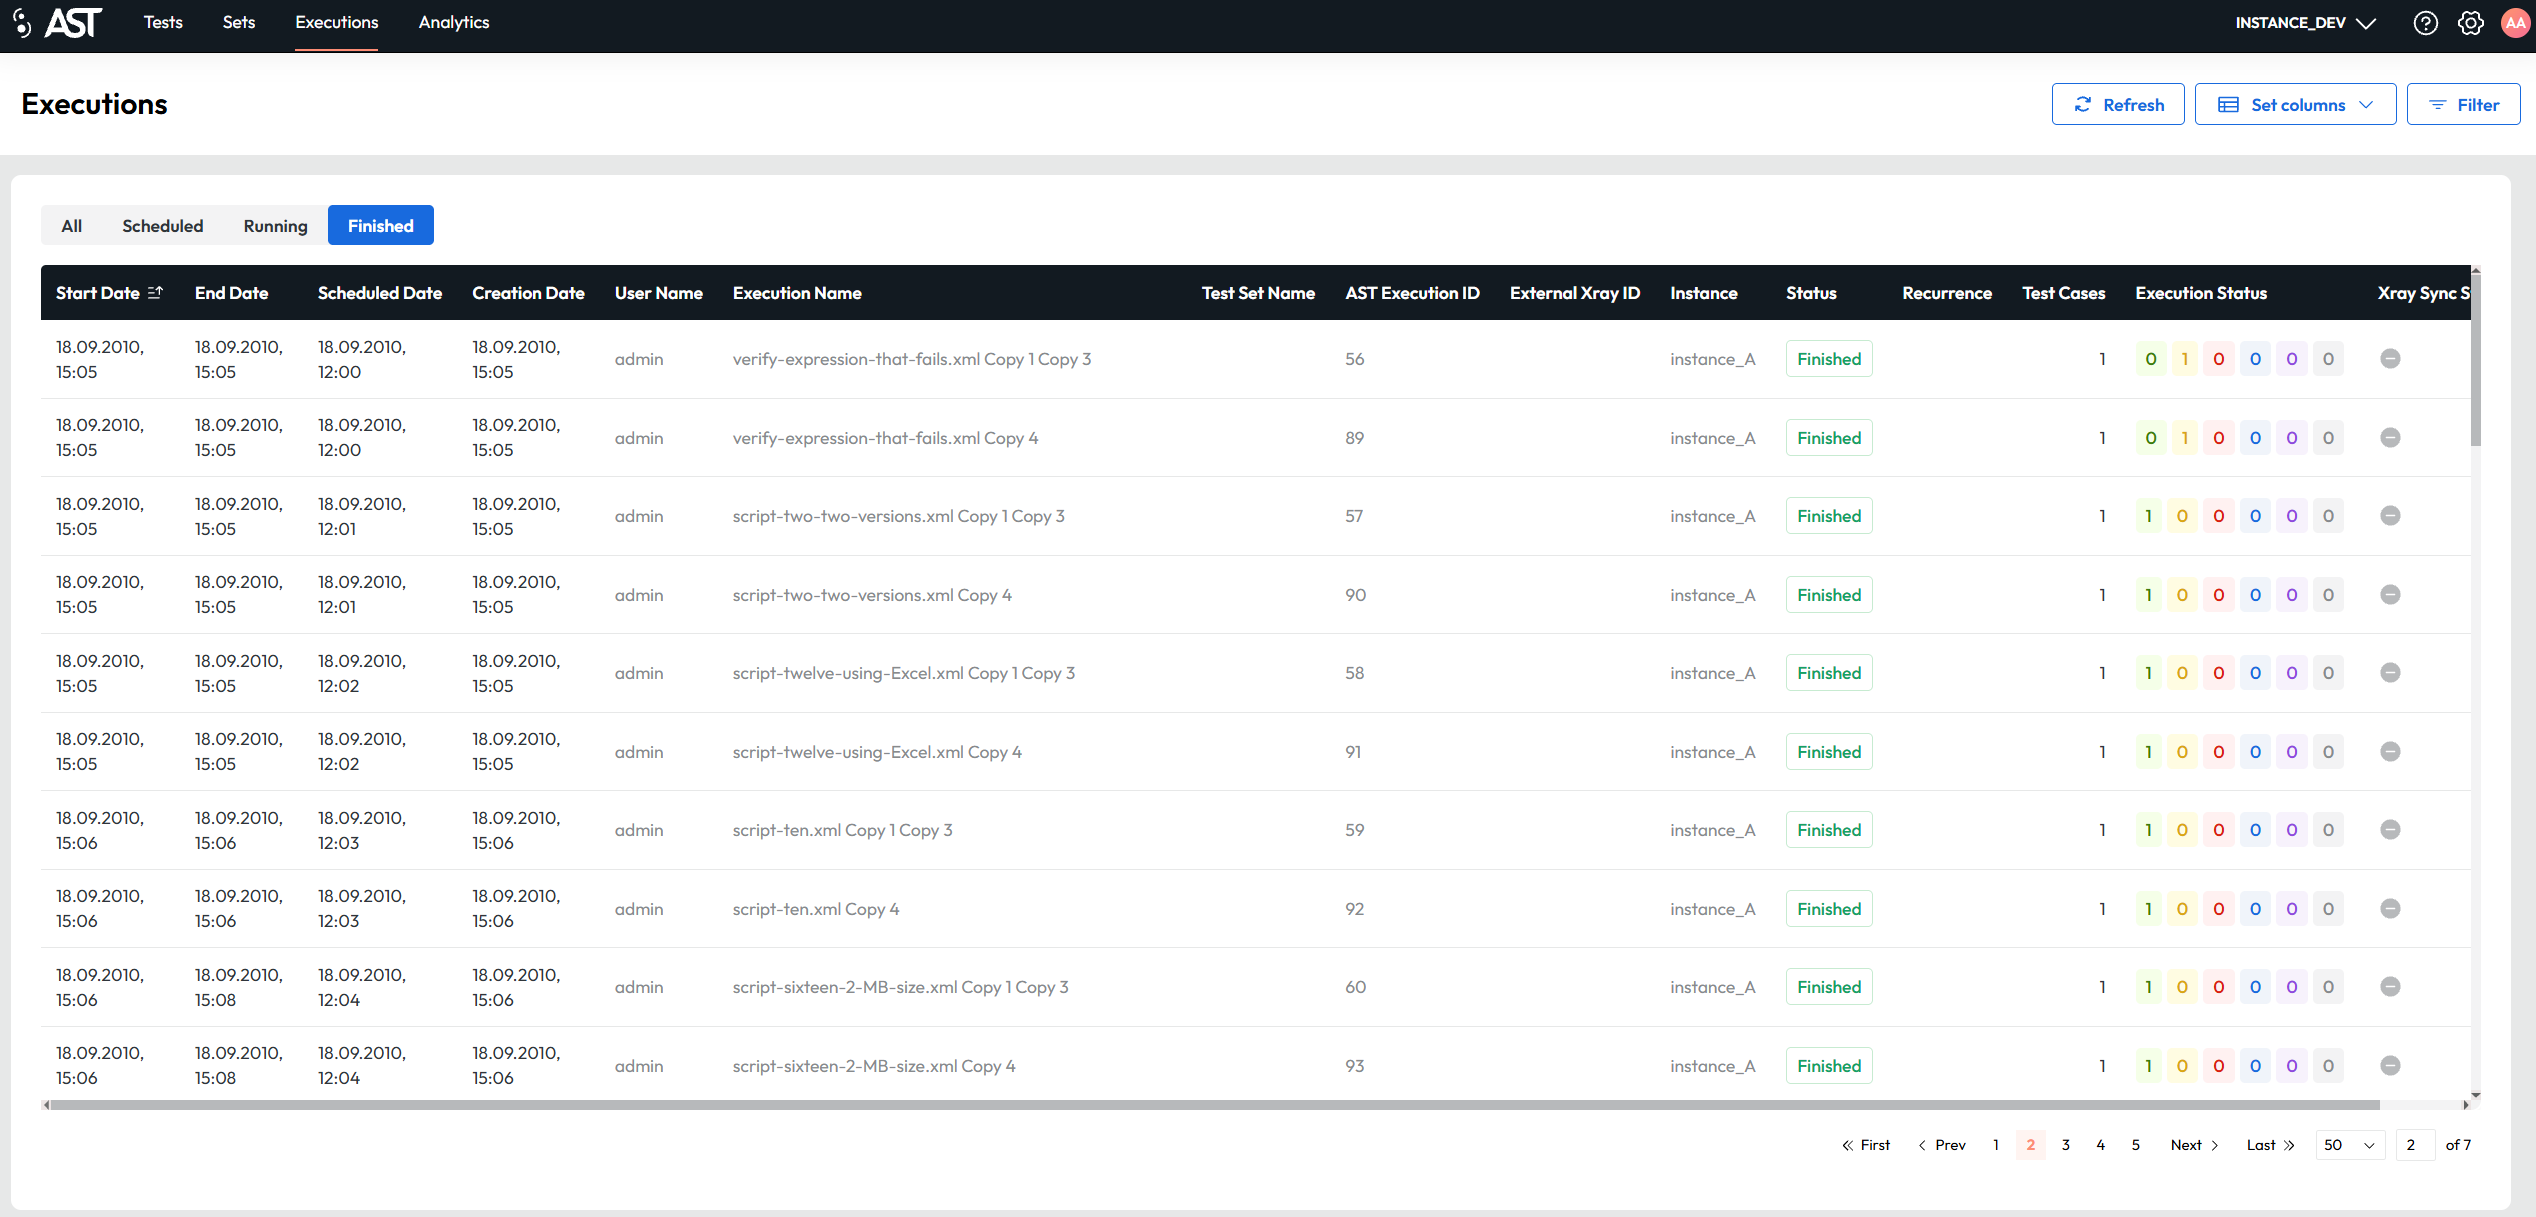 AST Tests Sets Executions Analytics INSTANCE_DEV AA
Executions Refresh Set columns Filter
All Scheduled Running Finished
Start Date End Date Scheduled Date Creation Date User Name Execution Name Test Set Name AST Execution ID External Xray ID Instance Status Recurrence Test Cases Execution Status Xray Sync S
18.09.2010, 18.09.2010, 18.09.2010, 18.09.2010,
15:05 15:05 12:00 15:05 admin verify-expression-that-fails.xml Copy 1 Copy 3 56 instance_A Finished 1 0 1 0 0 0 0
18.09.2010, 18.09.2010, 18.09.2010, 18.09.2010,
15:05 15:05 12:00 15:05 admin verify-expression-that-fails.xml Copy 4 89 instance_A Finished 1 0 1 0 0 0 0
18.09.2010, 18.09.2010, 18.09.2010, 18.09.2010,
15:05 15:05 12:01 15:05 admin script-two-two-versions.xml Copy 1 Copy 3 57 instance_A Finished 1 1 0 0 0 0 0
18.09.2010, 18.09.2010, 18.09.2010, 18.09.2010,
15:05 15:05 12:01 15:05 admin script-two-two-versions.xml Copy 4 90 instance_A Finished 1 1 0 0 0 0 0
18.09.2010, 18.09.2010, 18.09.2010, 18.09.2010,
15:05 15:05 12:02 15:05 admin script-twelve-using-Excel.xml Copy 1 Copy 3 58 instance_A Finished 1 1 0 0 0 0 0
18.09.2010, 18.09.2010, 18.09.2010, 18.09.2010,
15:05 15:05 12:02 15:05 admin script-twelve-using-Excel.xml Copy 4 91 instance_A Finished 1 1 0 0 0 0 0
18.09.2010, 18.09.2010, 18.09.2010, 18.09.2010,
15:06 15:06 12:03 15:06 admin script-ten.xml Copy 1 Copy 3 59 instance_A Finished 1 1 0 0 0 0 0
18.09.2010, 18.09.2010, 18.09.2010, 18.09.2010,
15:06 15:06 12:03 15:06 admin script-ten.xml Copy 4 92 instance_A Finished 1 1 0 0 0 0 0
18.09.2010, 18.09.2010, 18.09.2010, 18.09.2010,
15:06 15:08 12:04 15:06 admin script-sixteen-2-MB-size.xml Copy 1 Copy 3 60 instance_A Finished 1 1 0 0 0 0 0
18.09.2010, 18.09.2010, 18.09.2010, 18.09.2010,
15:06 15:08 12:04 15:06 admin script-sixteen-2-MB-size.xml Copy 4 93 instance_A Finished 1 1 0 0 0 0 0
First Prev 1 2 3 4 5 Next Last 50 2 of 7